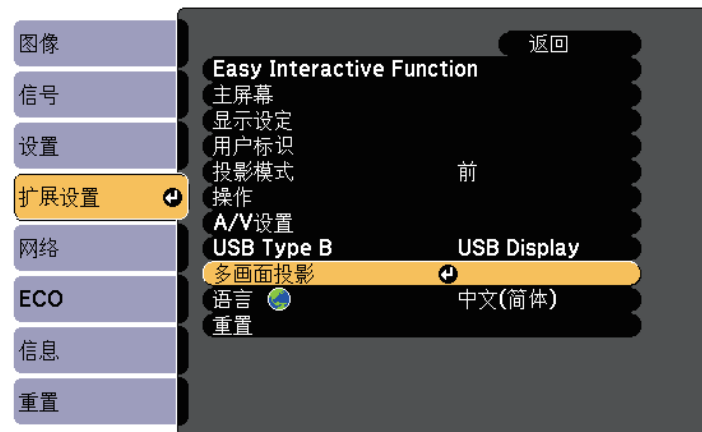 图像
信号
设置
扩展设置
网络
ECO
信息
重置
返回
Easy Interactive Function
主屏幕
显示设定
用户标识
投影模式 前
操作
A/V设置
USB Type B USB Display
多画面投影
语言 中文(简体)
重置